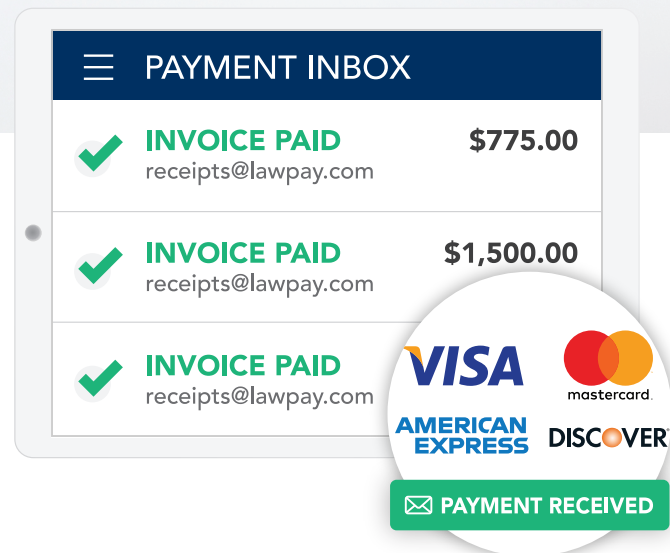 PAYMENT INBOX
INVOICE PAID $775.00
receipts@lawpay.com
INVOICE PAID $1,500.00
receipts@lawpay.com
INVOICE PAID
receipts@lawpay.com
VISA
mastercard.
AMERICAN
EXPRESS
DISCOVER
PAYMENT RECEIVED